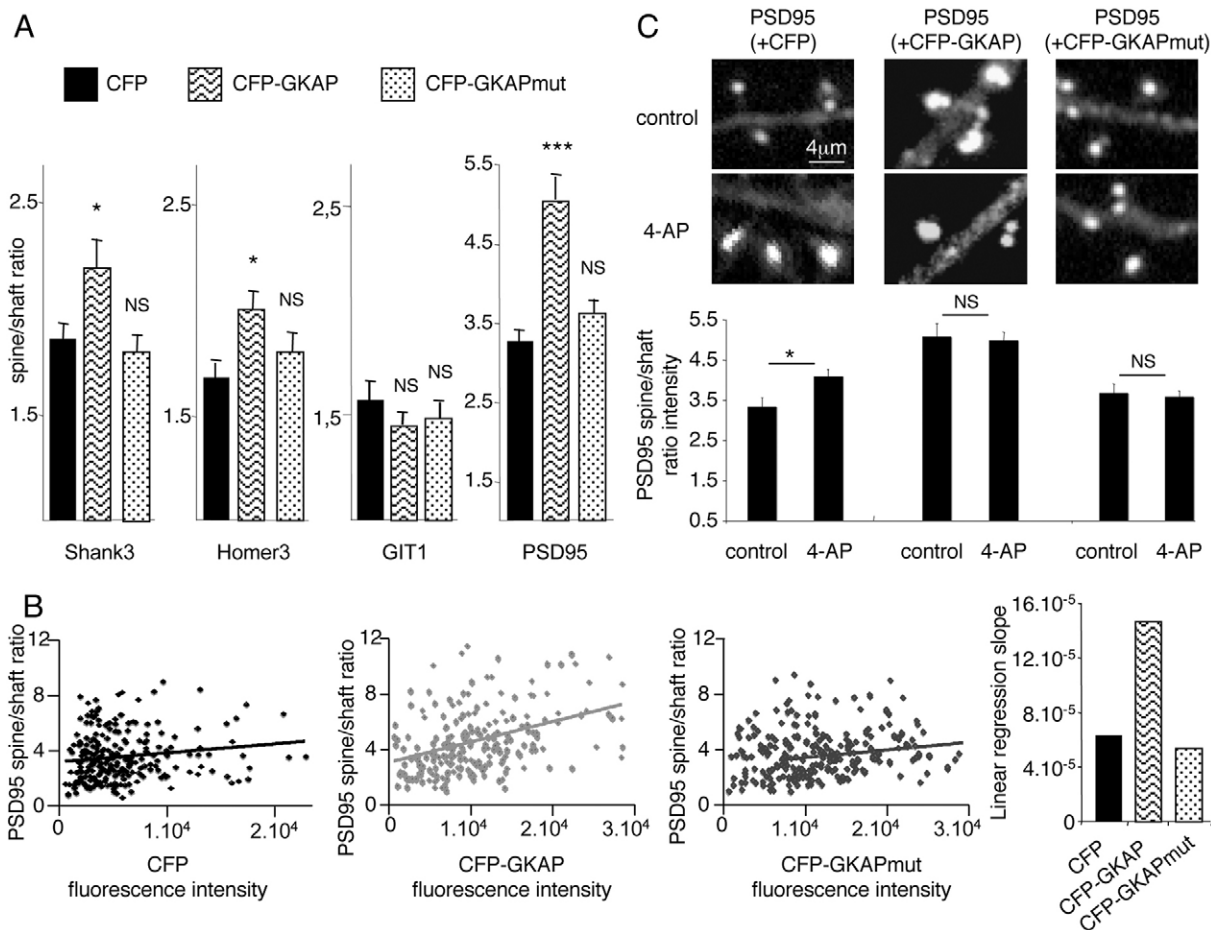 A
CFP
CFP-GKAP
CFP-GKAPmut
spine/shaft ratio
2.5
1.5
*
NS
Shank3
2.5
1.5
*
NS
Homer3
2,5
1,5
NS
NS
GIT1
5.5
4.5
3.5
2.5
1.5
***
NS
PSD95
C
PSD95
(+CFP)
PSD95
(+CFP-GKAP)
PSD95
(+CFP-GKAPmut)
control
4µm
4-AP
PSD95 spine/shaft
ratio intensity
5.5
4.5
3.5
2.5
1.5
0.5
*
NS
NS
control
4-AP
control
4-AP
control
4-AP
B
PSD95 spine/shaft ratio
12
8
4
0
0
1.10⁴
2.10⁴
CFP
fluorescence intensity
PSD95 spine/shaft ratio
12
8
4
0
0
1.10⁴
2.10⁴
3.10⁴
CFP-GKAP
fluorescence intensity
PSD95 spine/shaft ratio
12
8
4
0
0
1.10⁴
2.10⁴
3.10⁴
CFP-GKAPmut
fluorescence intensity
Linear regression slope
16.10⁻⁵
12.10⁻⁵
8.10⁻⁵
4.10⁻⁵
0
CFP
CFP-GKAP
CFP-GKAPmut